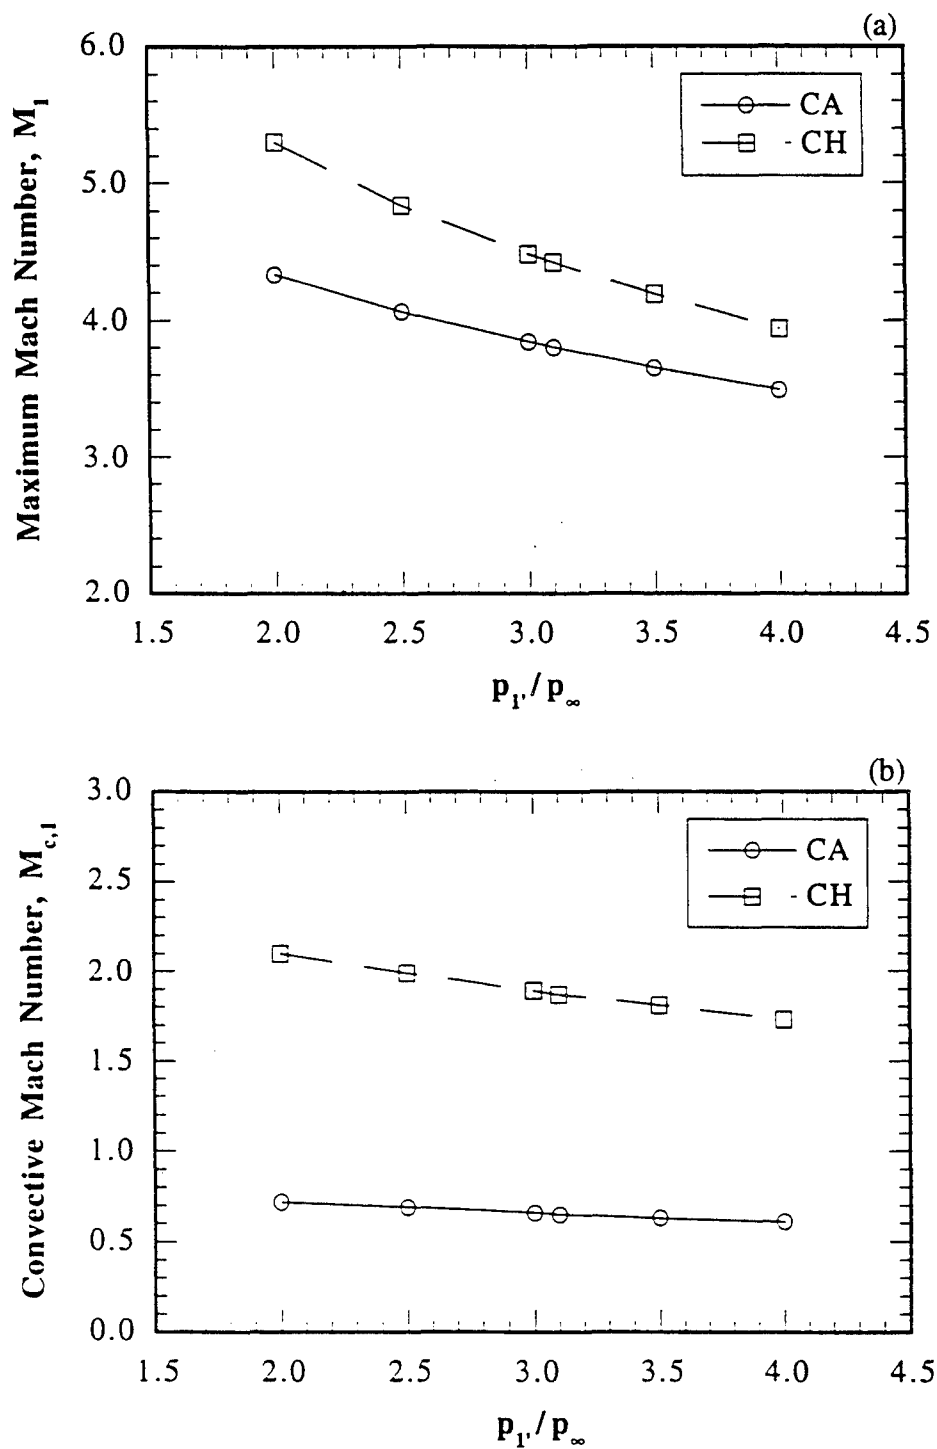 (a)
Maximum Mach Number, M1
6.0
5.0
4.0
3.0
2.0
CA
CH
1.5 2.0 2.5 3.0 3.5 4.0 4.5
p1'/p∞
(b)
Convective Mach Number, Mc,1
3.0
2.5
2.0
1.5
1.0
0.5
0.0
CA
CH
1.5 2.0 2.5 3.0 3.5 4.0 4.5
p1'/p∞